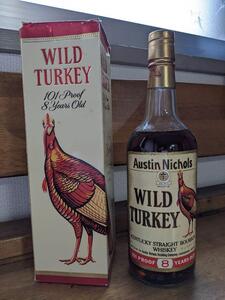 WILD
TURKEY
101 Proof
8 Years Old
Austin Nichols
WILD
TURKEY
KENTUCKY STRAIGHT BOURBON
WHISKEY
101 PROOF 8 YEARS OLD